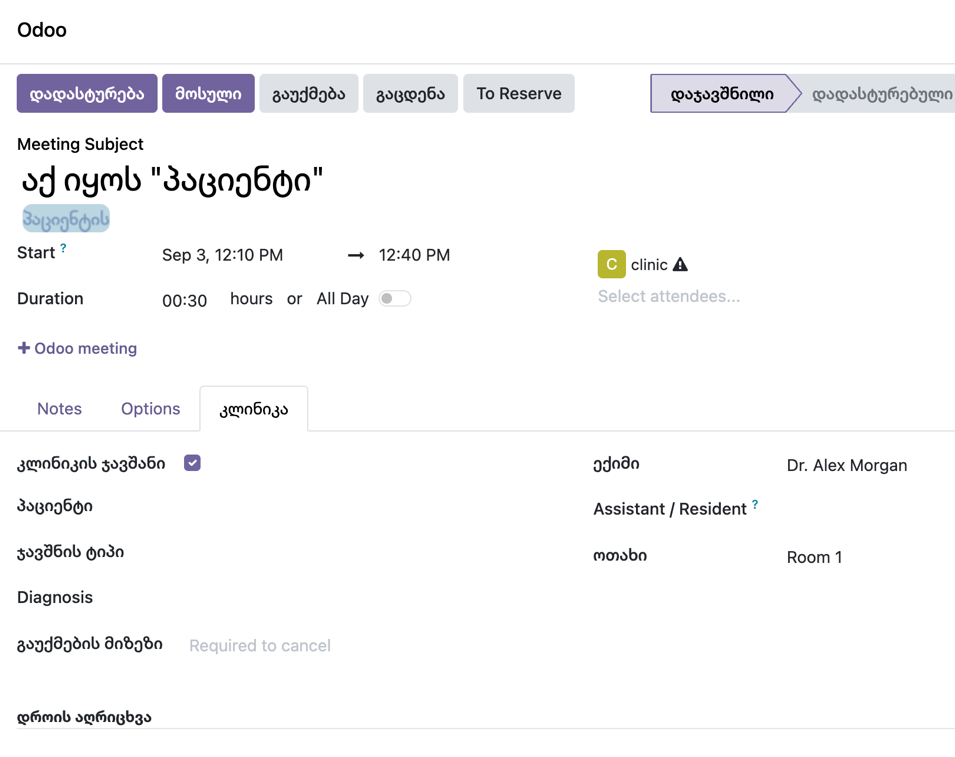 Odoo
დადასტურება მოსული გაუქმება გაცდენა To Reserve დაჯავშნილი დადასტურებული
Meeting Subject
აქ იყოს "პაციენტი"
პაციენტის
Start ? Sep 3, 12:10 PM → 12:40 PM
C clinic
Duration 00:30 hours or All Day
Select attendees...
+ Odoo meeting
Notes Options კლინიკა
კლინიკის ჯავშანი ექიმი Dr. Alex Morgan
პაციენტი Assistant / Resident ?
ჯავშნის ტიპი ოთახი Room 1
Diagnosis
გაუქმების მიზეზი Required to cancel
დროის აღრიცხვა